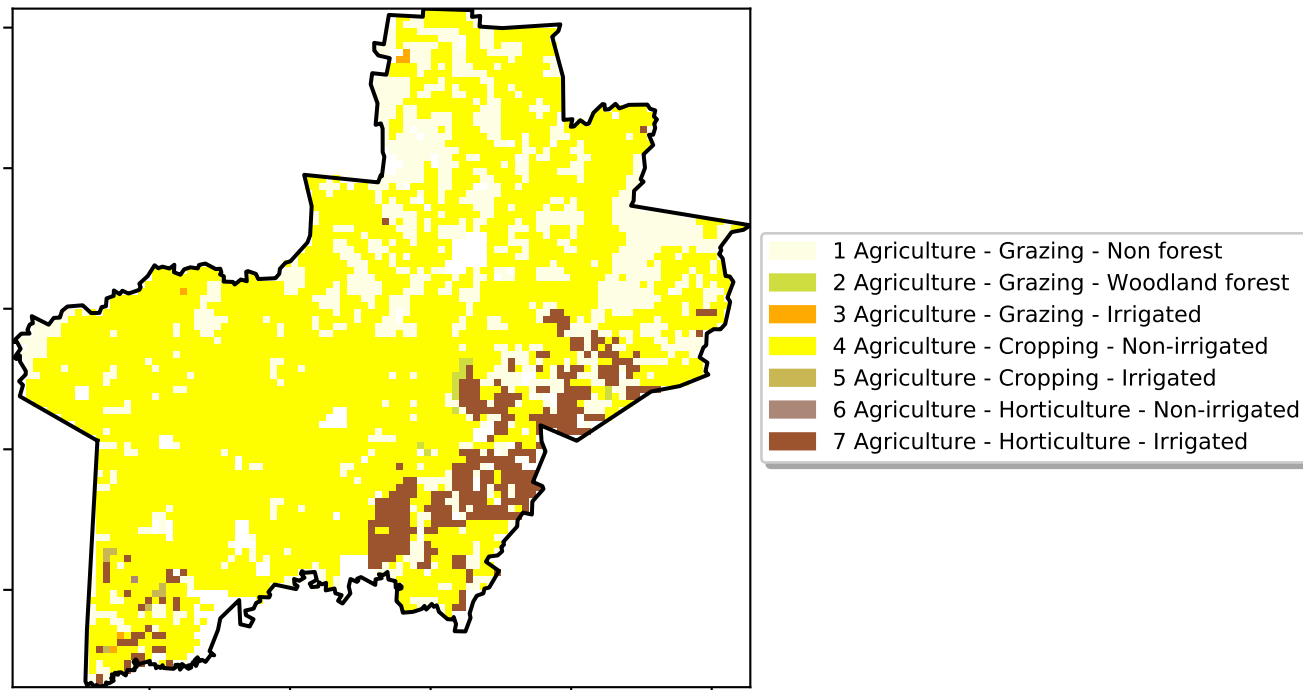 1 Agriculture - Grazing - Non forest
2 Agriculture - Grazing - Woodland forest
3 Agriculture - Grazing - Irrigated
4 Agriculture - Cropping - Non-irrigated
5 Agriculture - Cropping - Irrigated
6 Agriculture - Horticulture - Non-irrigated
7 Agriculture - Horticulture - Irrigated